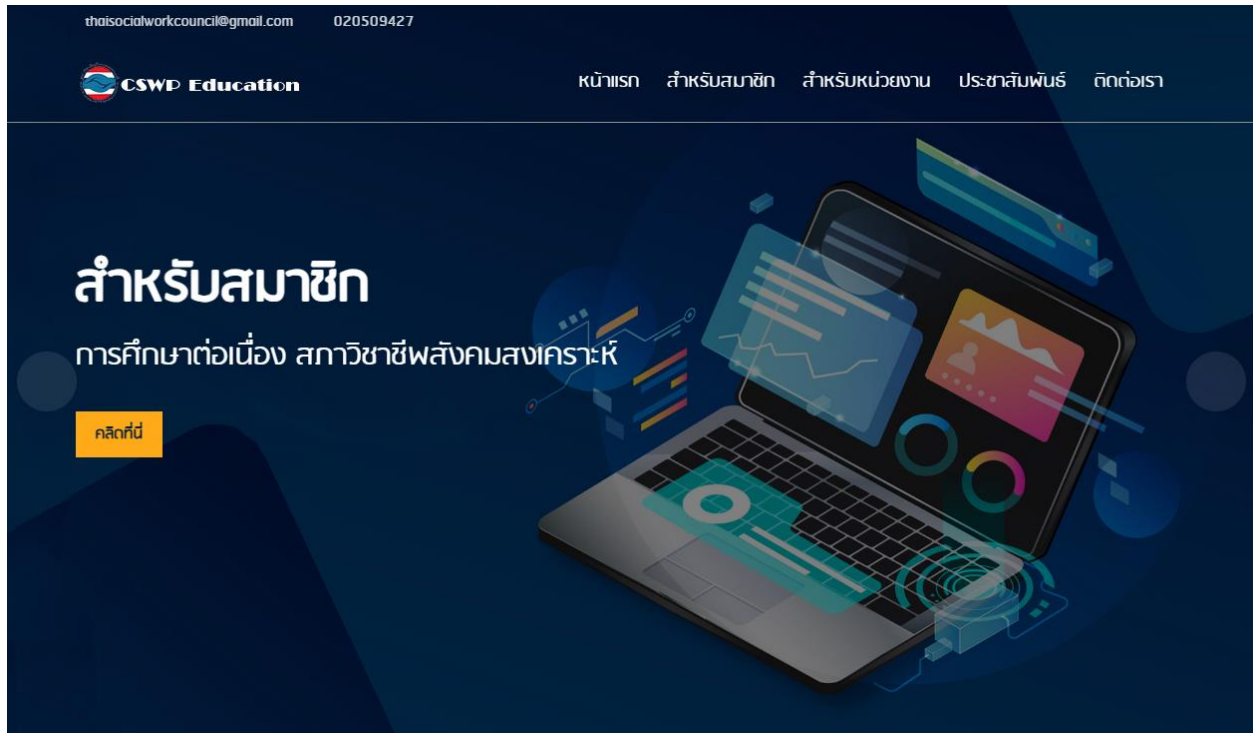 thaisocialworkcouncil@gmail.com 020509427
CSWP Education
หน้าแรก สำหรับสมาชิก สำหรับหน่วยงาน ประชาสัมพันธ์ ติดต่อเรา
สำหรับสมาชิก
การศึกษาต่อเนื่อง สภาวิชาชีพสังคมสงเคราะห์
คลิกที่นี่